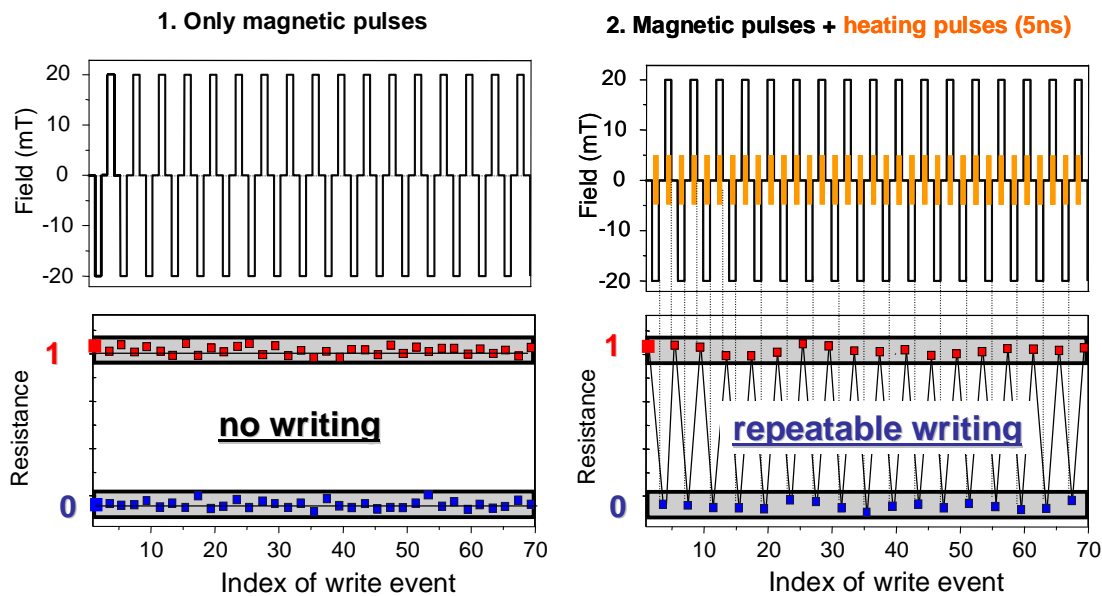 1. Only magnetic pulses
20
10
0
-10
-20
Field (mT)
1
0
Resistance
no writing
10 20 30 40 50 60 70
Index of write event
2. Magnetic pulses + heating pulses (5ns)
20
10
0
-10
-20
Field (mT)
1
0
Resistance
repeatable writing
10 20 30 40 50 60 70
Index of write event